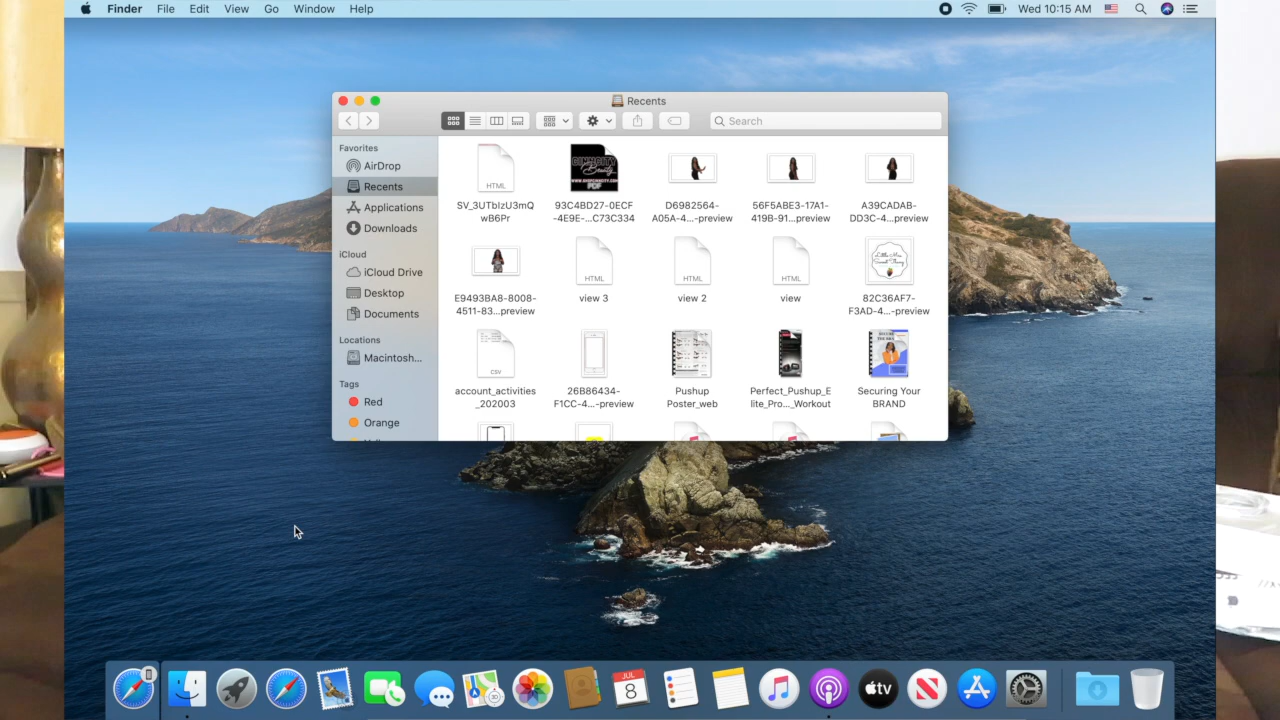 Finder File Edit View Go Window Help Wed 10:15 AM
Recents
Search
Favorites
AirDrop
Recents
Applications
Downloads
iCloud
iCloud Drive
Desktop
Documents
Locations
Macintosh...
Tags
Red
Orange
HTML
SV_3UTbIzU3mQ
wB6Pr
Beauty
PDF
93C4BD27-0ECF
-4E9E-...C73C334
D6982564-
A05A-4...-preview
56F5ABE3-17A1-
419B-91...preview
A39CADAB-
DD3C-4...-preview
E9493BA8-8008-
4511-83...preview
HTML
view 3
HTML
view 2
HTML
view
82C36AF7-
F3AD-4...-preview
CSV
account_activities
_202003
26B86434-
F1CC-4...-preview
Pushup
Poster_web
Perfect_Pushup_E
lite_Pro..._Workout
Securing Your
BRAND
JUL
8
tv